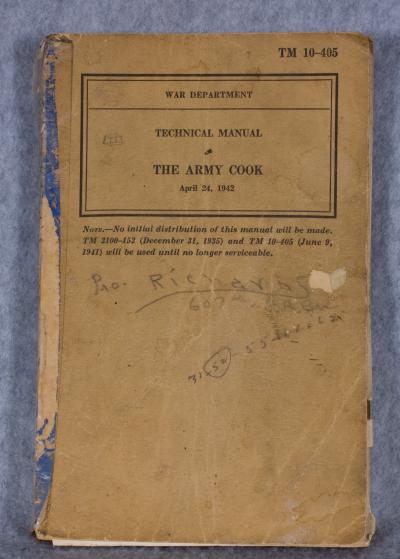 TM 10–405
WAR DEPARTMENT
TECHNICAL MANUAL
THE ARMY COOK
April 24, 1942
NOTE.—No initial distribution of this manual will be made.
TM 2100–152 (December 31, 1935) and TM 10–405 (June 9,
1941) will be used until no longer serviceable.